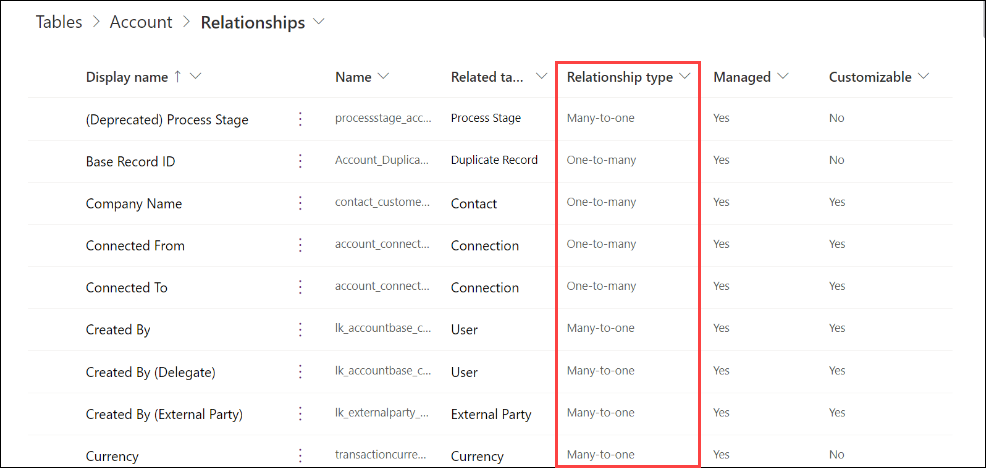 Tables > Account > Relationships
Display name ↑ Name Related ta... Relationship type Managed Customizable
(Deprecated) Process Stage processstage_acc... Process Stage Many-to-one Yes No
Base Record ID Account_Duplica... Duplicate Record One-to-many Yes No
Company Name contact_custome... Contact One-to-many Yes Yes
Connected From account_connect... Connection One-to-many Yes Yes
Connected To account_connect... Connection One-to-many Yes Yes
Created By lk_accountbase_c... User Many-to-one Yes Yes
Created By (Delegate) lk_accountbase_c... User Many-to-one Yes Yes
Created By (External Party) lk_externalparty_... External Party Many-to-one Yes Yes
Currency transactioncurre... Currency Many-to-one Yes No